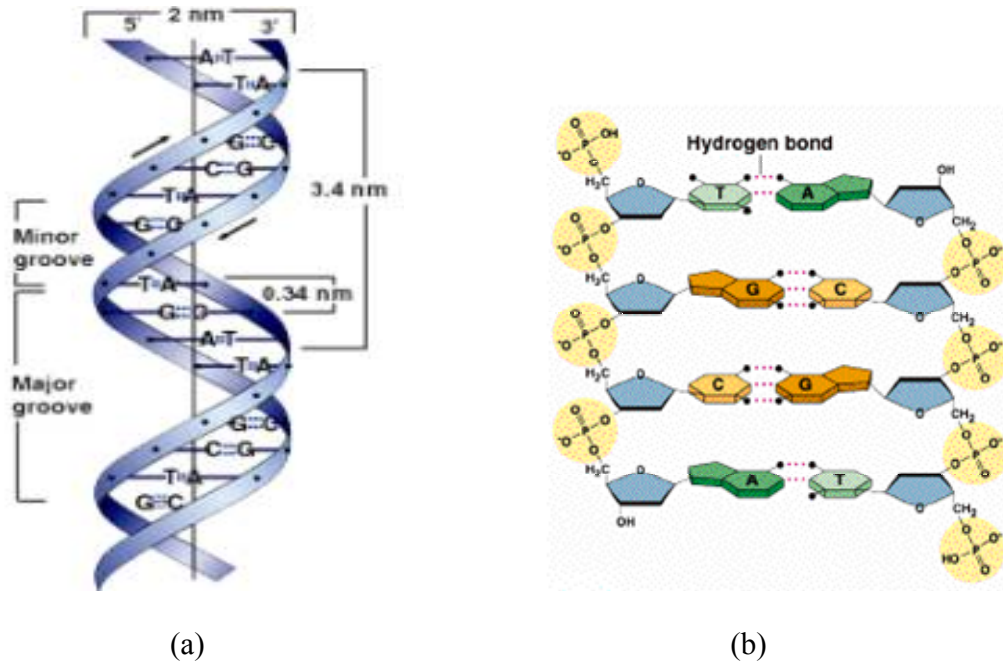 2 nm
5' 3'
A=T
T=A
G≡C
C=G
3.4 nm
T=A
G=G
Minor
groove
T=A
0.34 nm
A=T
T=A
Major
groove
C=G
T=A
G=C
(a)
Hydrogen bond
O
P OH
O
H₂C
O
T A
OH
O
CH₂
O
O P O⁻
O
H₂C
O
G C
O
CH₂
O
O P O⁻
O
H₂C
O
C G
O
CH₂
O
O P O⁻
O
H₂C
O
A T
O
OH
CH₂
O
HO P O⁻
O
(b)